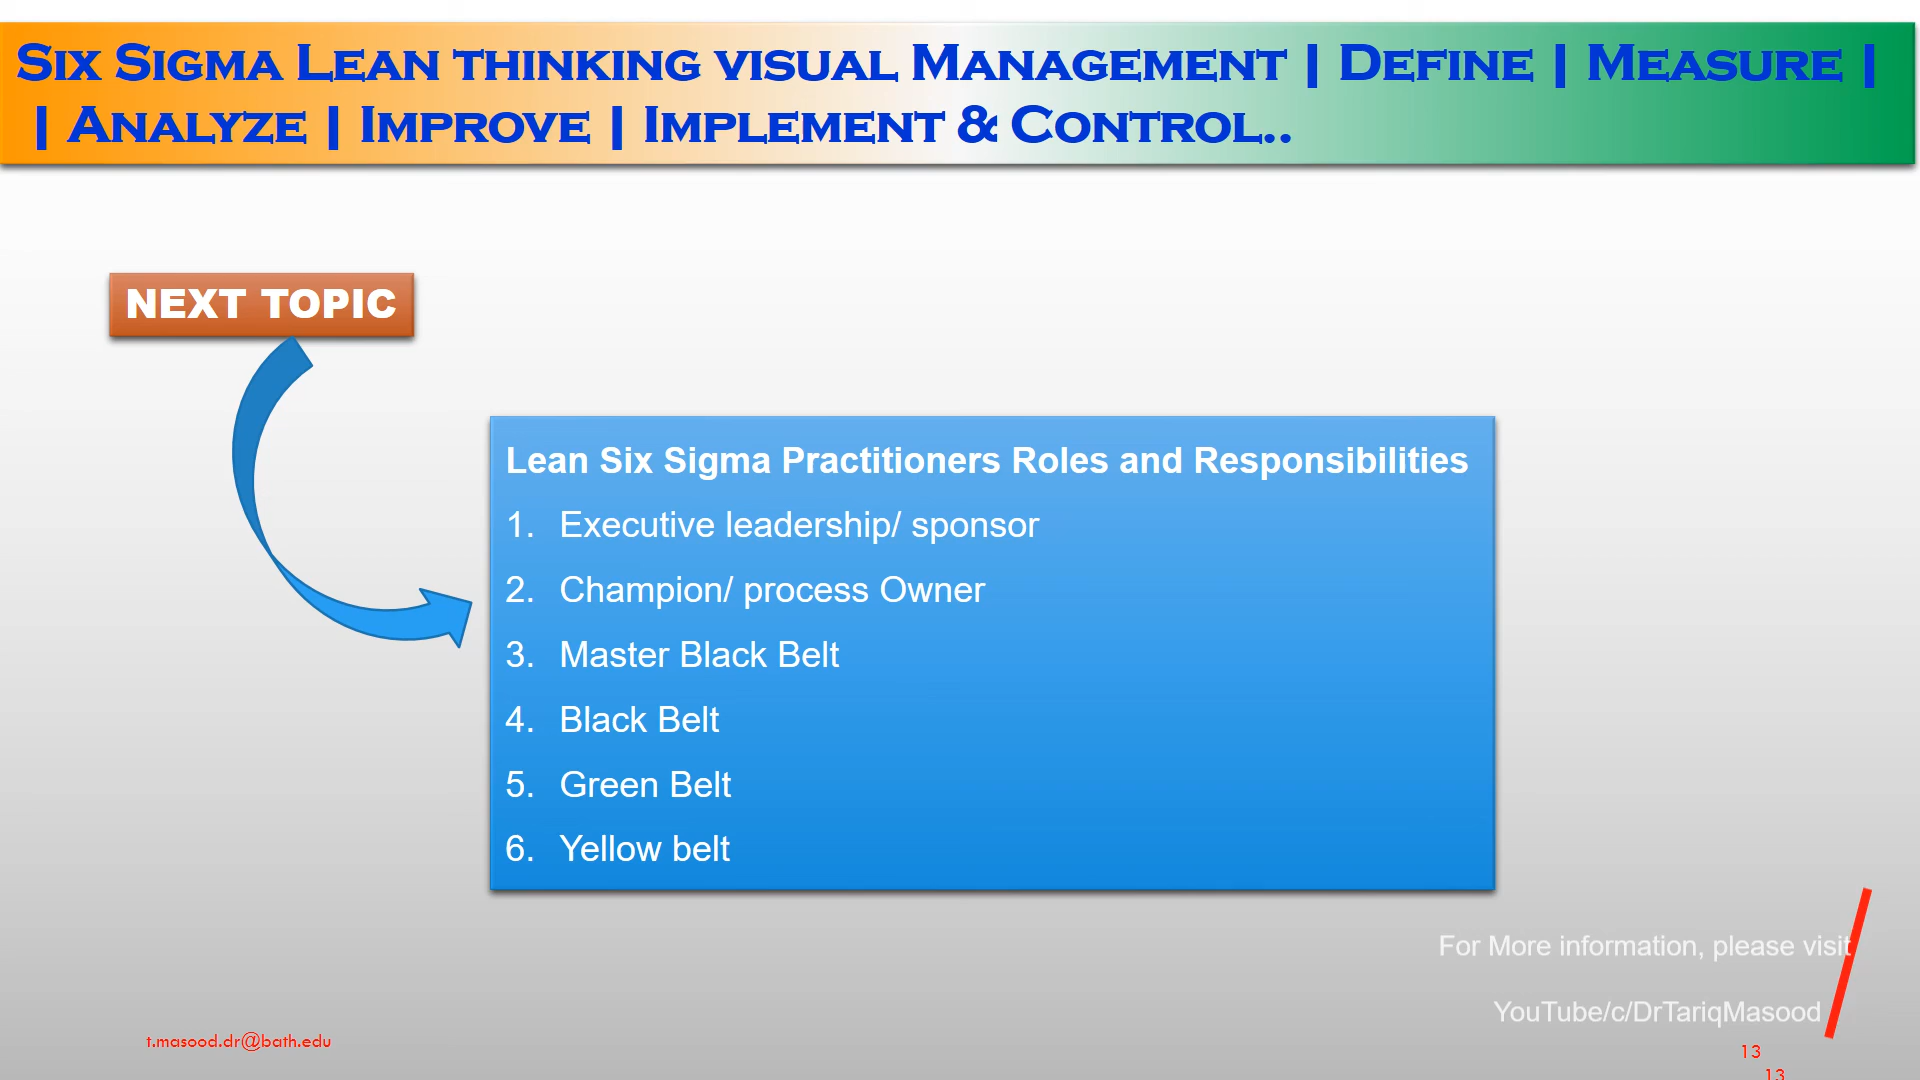 Six Sigma Lean thinking visual Management | Define | Measure |
| Analyze | Improve | Implement & Control..
NEXT TOPIC
Lean Six Sigma Practitioners Roles and Responsibilities
1. Executive leadership/ sponsor
2. Champion/ process Owner
3. Master Black Belt
4. Black Belt
5. Green Belt
6. Yellow belt
For More information, please visit
YouTube/c/DrTariqMasood
t.masood.dr@bath.edu
13
13